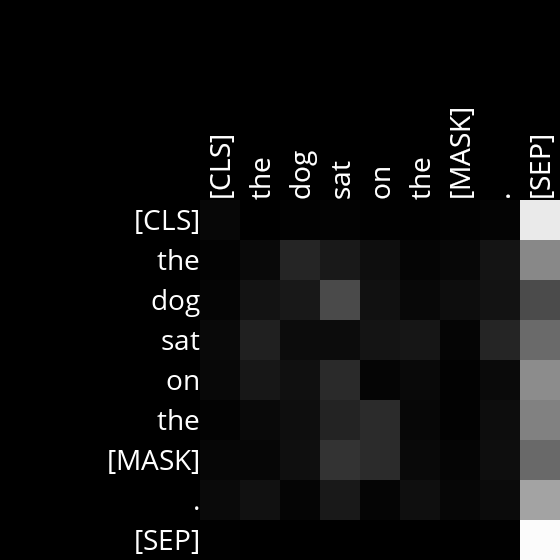 [CLS] the dog sat on the [MASK] . [SEP]
[CLS]
the
dog
sat
on
the
[MASK]
.
[SEP]